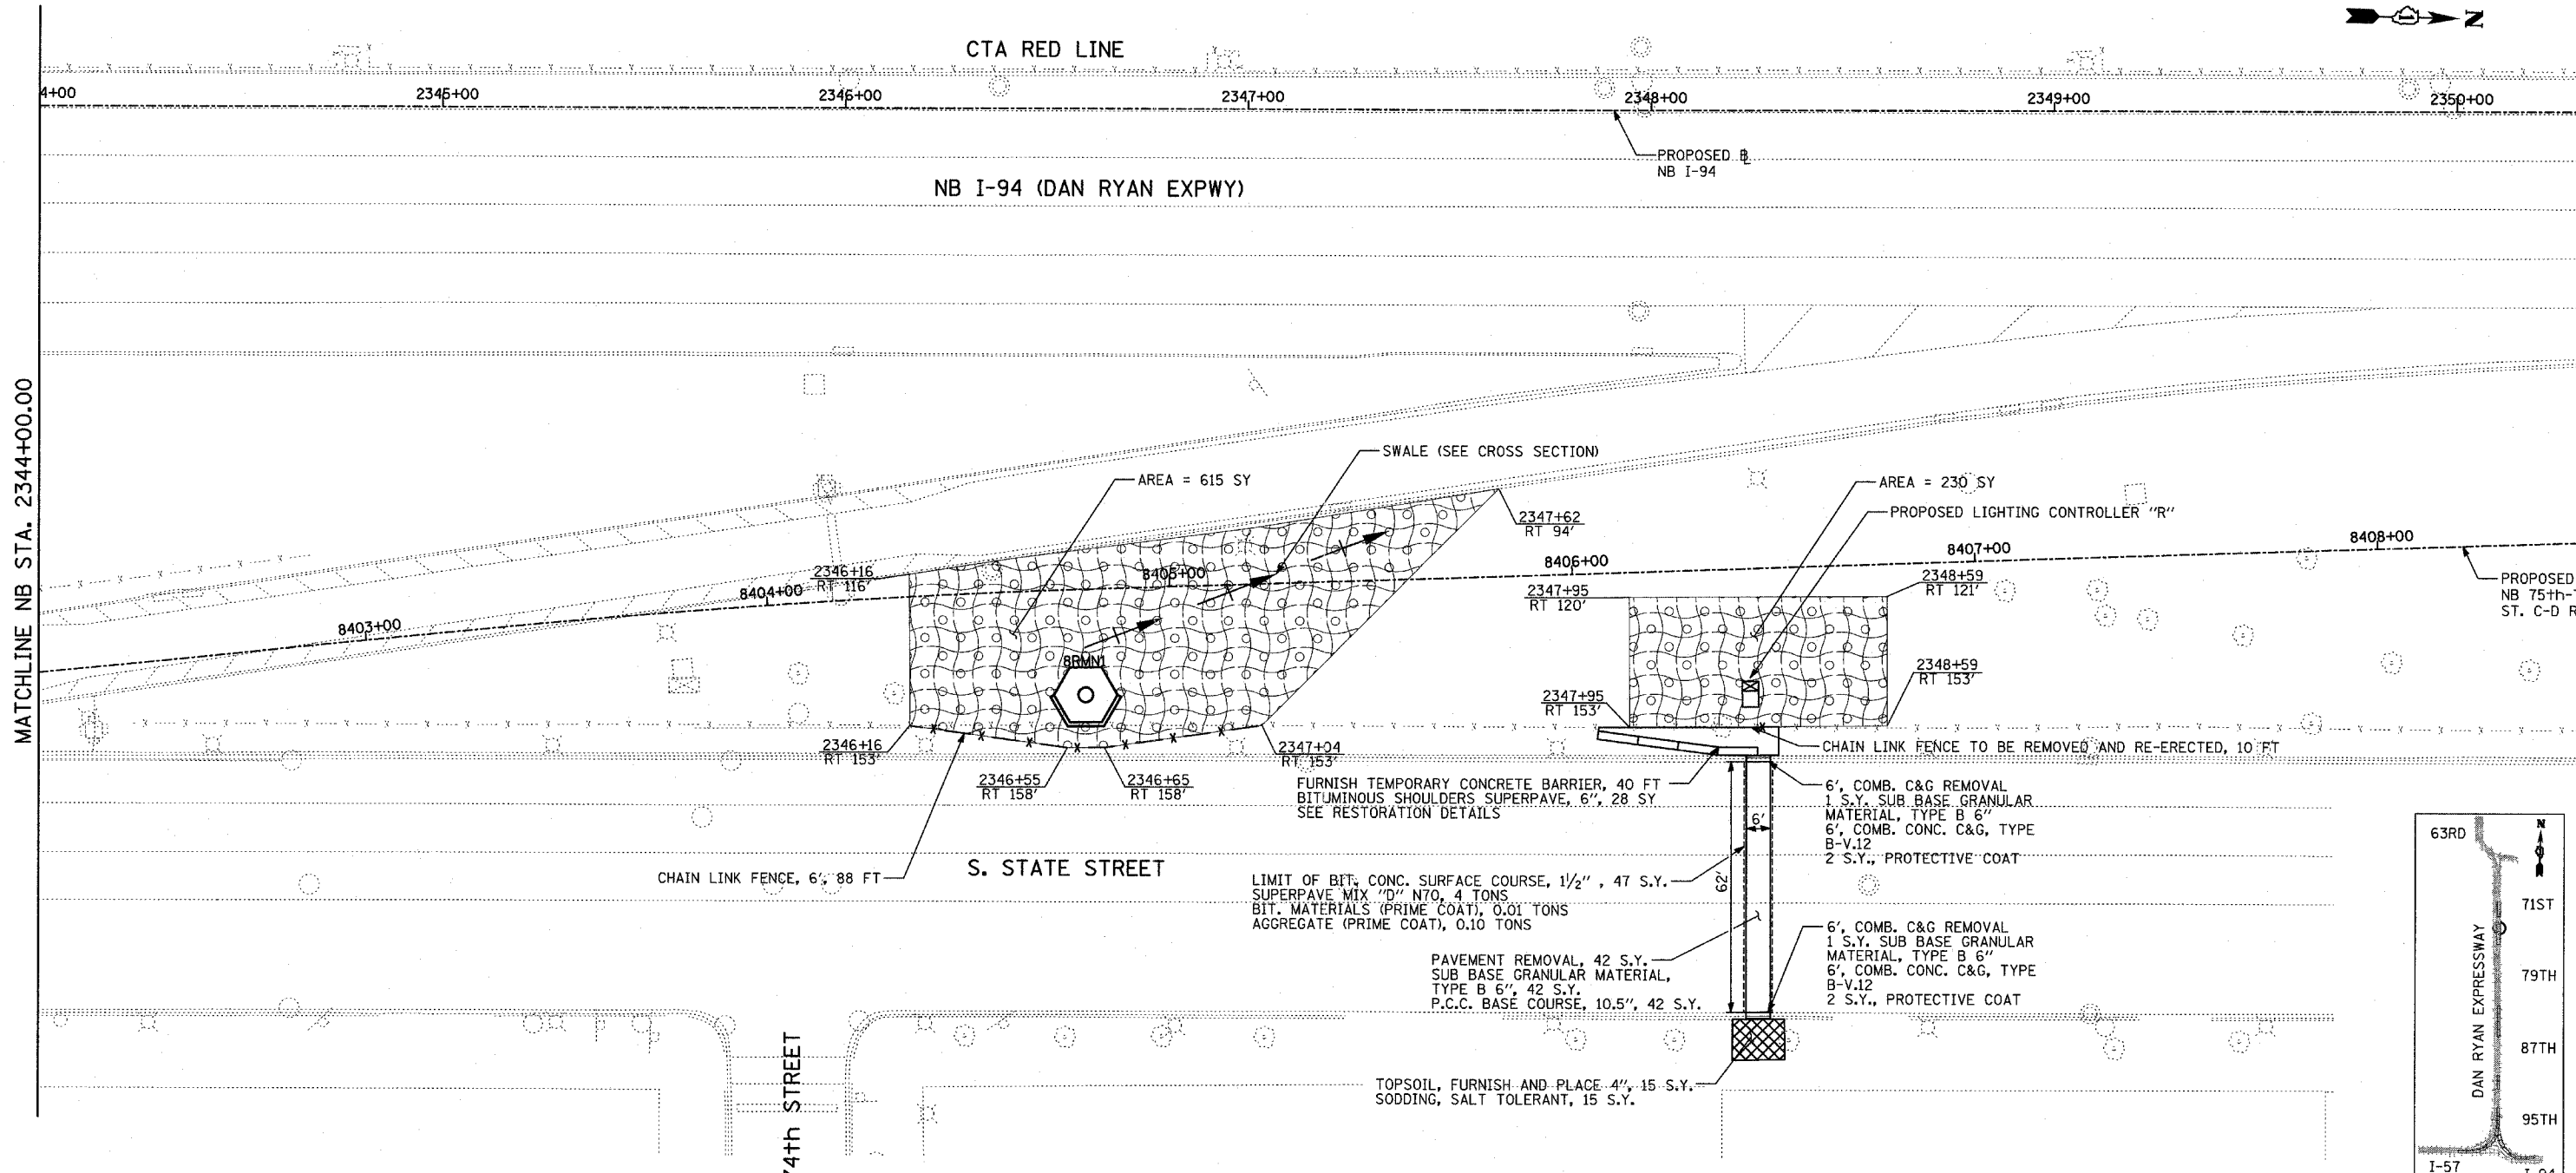 N
CTA RED LINE
4+00
2345+00
2346+00
2347+00
2348+00
2349+00
2350+00
PROPOSED B
NB I-94
NB I-94 (DAN RYAN EXPWY)
MATCHLINE NB STA. 2344+00.00
SWALE (SEE CROSS SECTION)
AREA = 615 SY
AREA = 230 SY
PROPOSED LIGHTING CONTROLLER "R"
2347+62
RT 94'
8403+00
8404+00
8405+00
8406+00
8407+00
8408+00
2346+16
RT 116'
2347+95
RT 120'
2348+59
RT 121'
PROPOSED
NB 75th-
ST. C-D R
8RMN1
2348+59
RT 153'
2347+95
RT 153'
2346+16
RT 153'
2346+55
RT 158'
2346+65
RT 158'
2347+04
RT 153'
CHAIN LINK FENCE TO BE REMOVED AND RE-ERECTED, 10 FT
FURNISH TEMPORARY CONCRETE BARRIER, 40 FT
BITUMINOUS SHOULDERS SUPERPAVE, 6", 28 SY
SEE RESTORATION DETAILS
6', COMB. C&G REMOVAL
1 S.Y. SUB BASE GRANULAR
MATERIAL, TYPE B 6"
6', COMB. CONC. C&G, TYPE
B-V.12
2 S.Y., PROTECTIVE COAT
6'
62'
S. STATE STREET
CHAIN LINK FENCE, 6', 88 FT
LIMIT OF BIT. CONC. SURFACE COURSE, 1½" , 47 S.Y.
SUPERPAVE MIX "D" N70, 4 TONS
BIT. MATERIALS (PRIME COAT), 0.01 TONS
AGGREGATE (PRIME COAT), 0.10 TONS
PAVEMENT REMOVAL, 42 S.Y.
SUB BASE GRANULAR MATERIAL,
TYPE B 6", 42 S.Y.
P.C.C. BASE COURSE, 10.5", 42 S.Y.
6', COMB. C&G REMOVAL
1 S.Y. SUB BASE GRANULAR
MATERIAL, TYPE B 6"
6', COMB. CONC. C&G, TYPE
B-V.12
2 S.Y., PROTECTIVE COAT
74th STREET
TOPSOIL, FURNISH AND PLACE 4", 15 S.Y.
SODDING, SALT TOLERANT, 15 S.Y.
63RD
N
71ST
79TH
87TH
95TH
DAN RYAN EXPRESSWAY
I-57
I-94